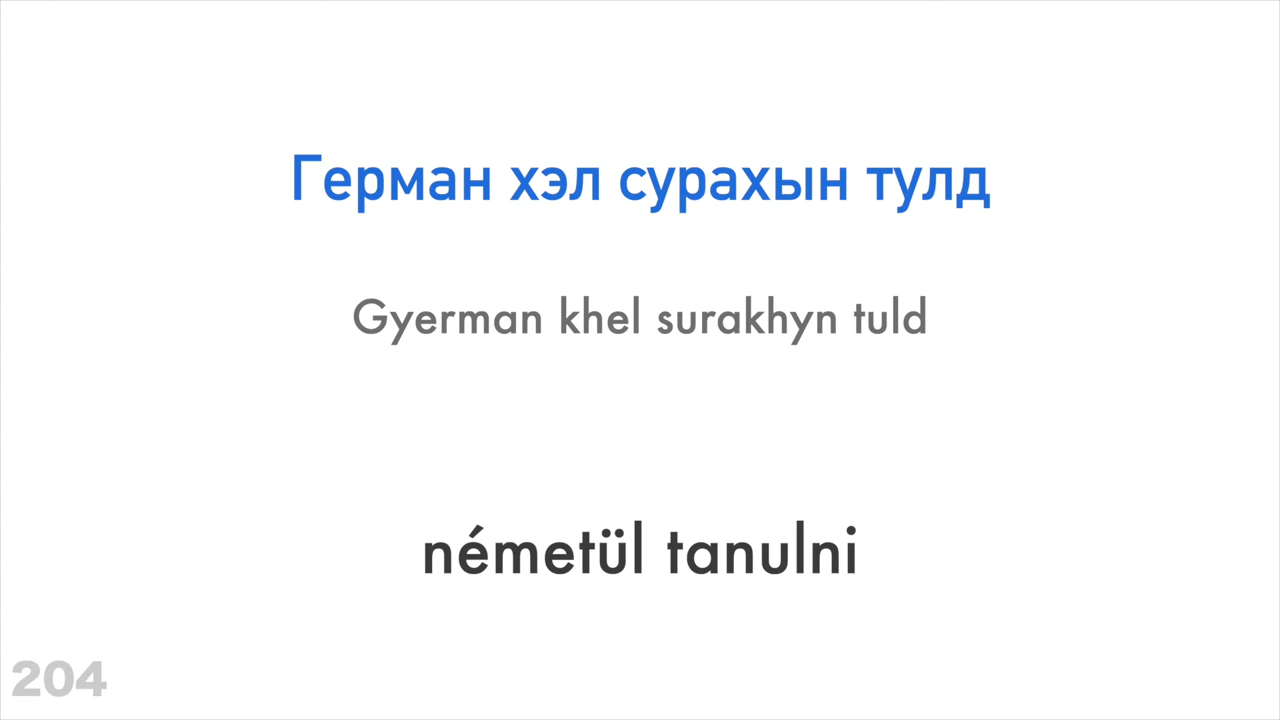 Герман хэл сурахын тулд
Gyerman khel surakhyn tuld
németül tanulni
204